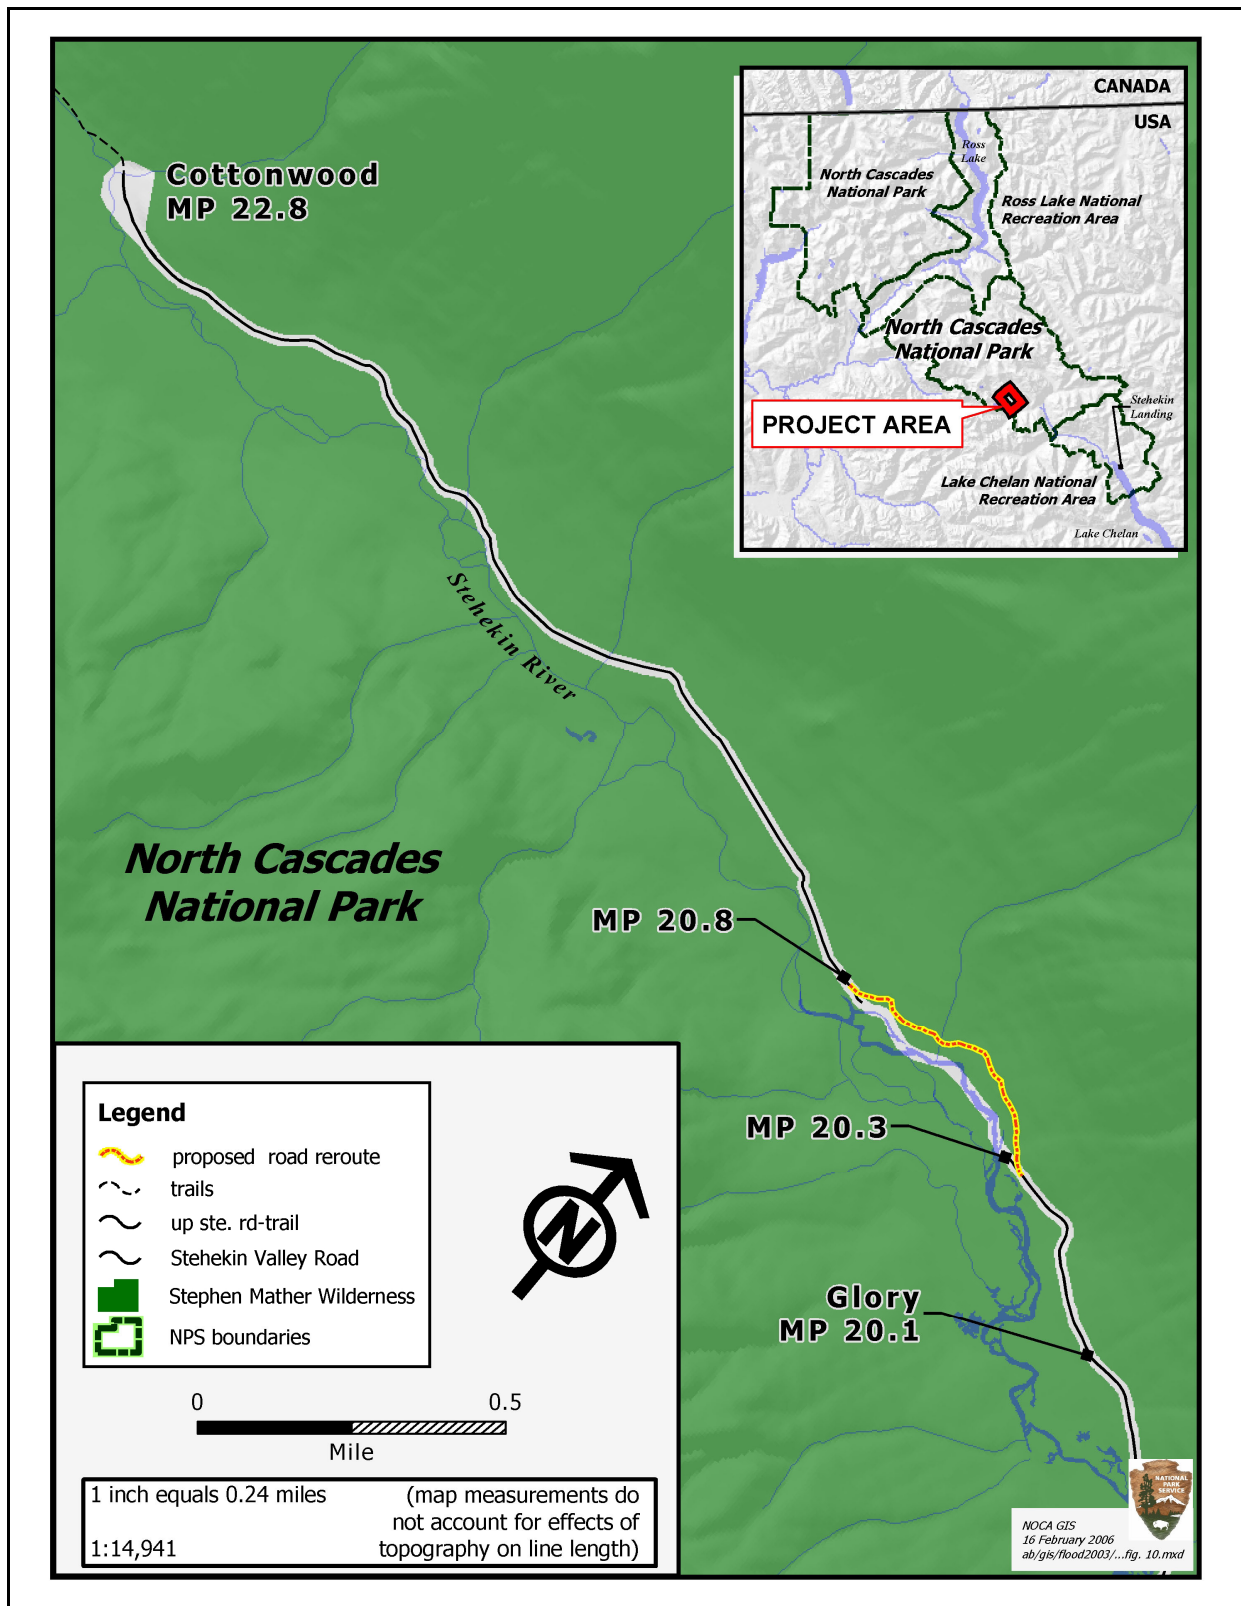 CANADA
USA
Ross
Lake
North Cascades
National Park
Ross Lake National
Recreation Area
North Cascades
National Park
Stehekin
Landing
PROJECT AREA
Lake Chelan National
Recreation Area
Lake Chelan
Cottonwood
MP 22.8
Stehekin River
North Cascades
National Park
MP 20.8
MP 20.3
Glory
MP 20.1
Legend
proposed road reroute
trails
up ste. rd-trail
Stehekin Valley Road
Stephen Mather Wilderness
NPS boundaries
N
0 0.5
Mile
1 inch equals 0.24 miles
1:14,941
(map measurements do
not account for effects of
topography on line length)
NATIONAL
PARK
SERVICE
NOCA GIS
16 February 2006
ab/gis/flood2003/...fig. 10.mxd